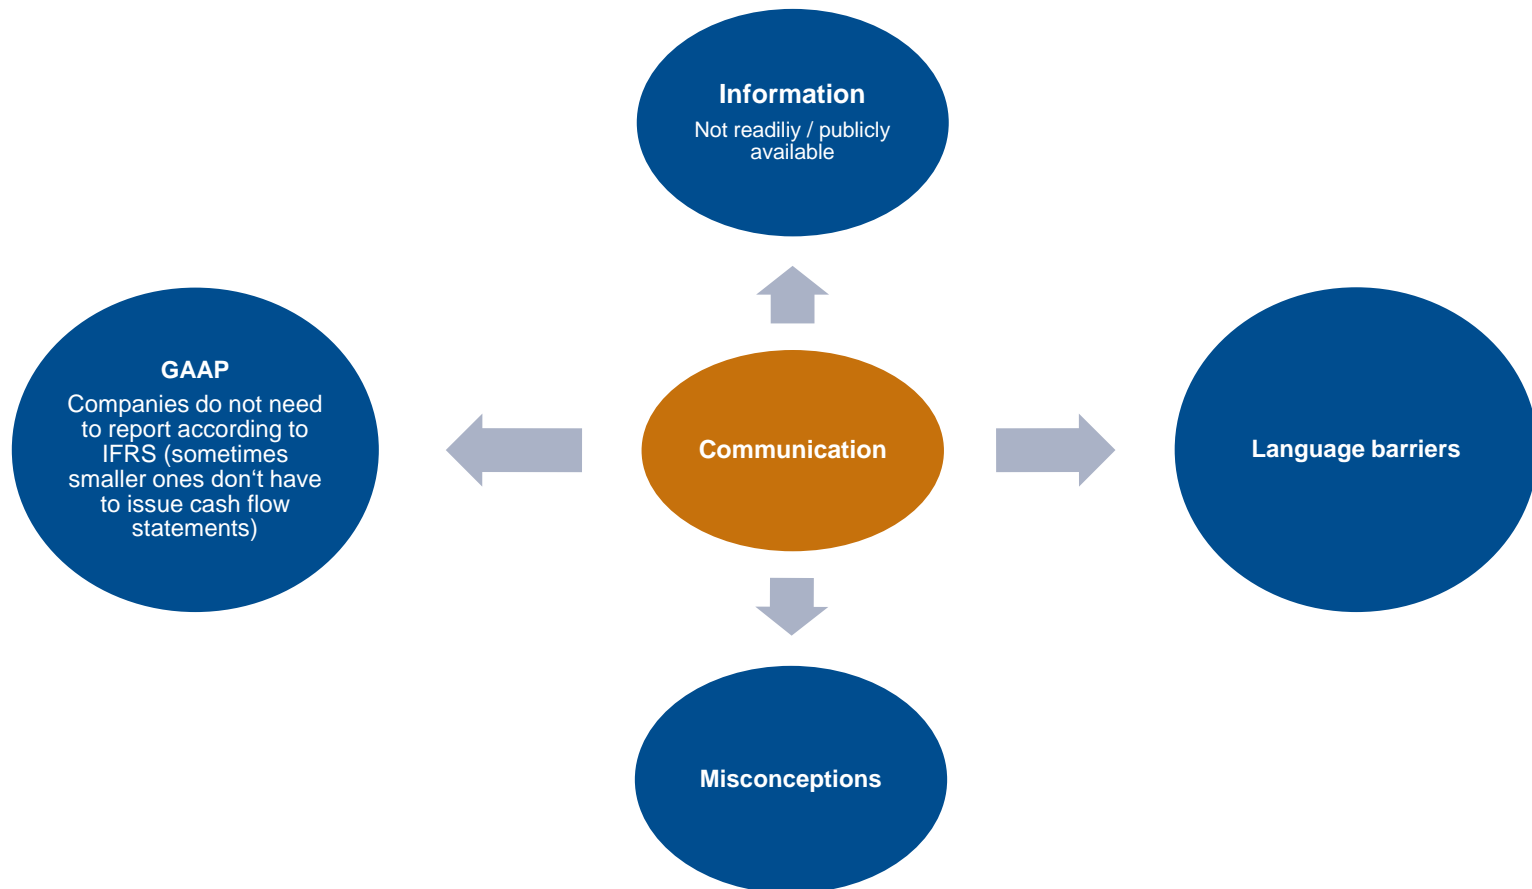 Information
Not readiliy / publicly
available
GAAP
Companies do not need
to report according to
IFRS (sometimes
smaller ones don‘t have
to issue cash flow
statements)
Communication
Language barriers
Misconceptions